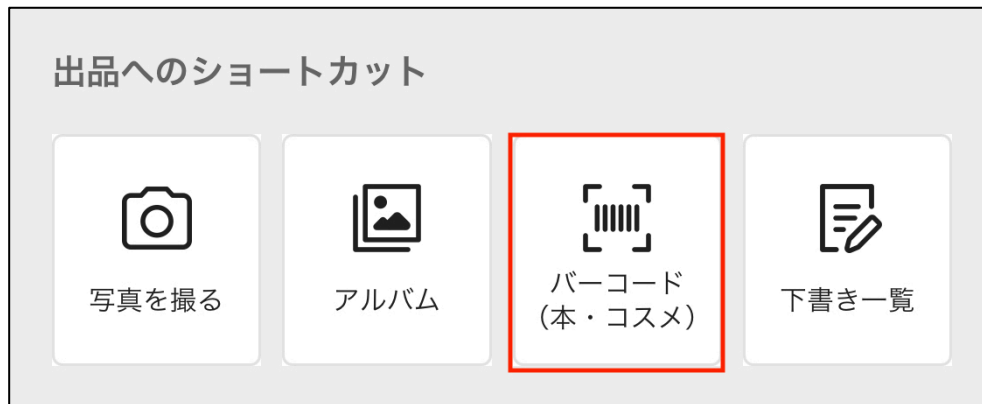 出品へのショートカット
写真を撮る
アルバム
バーコード
（本・コスメ）
下書き一覧